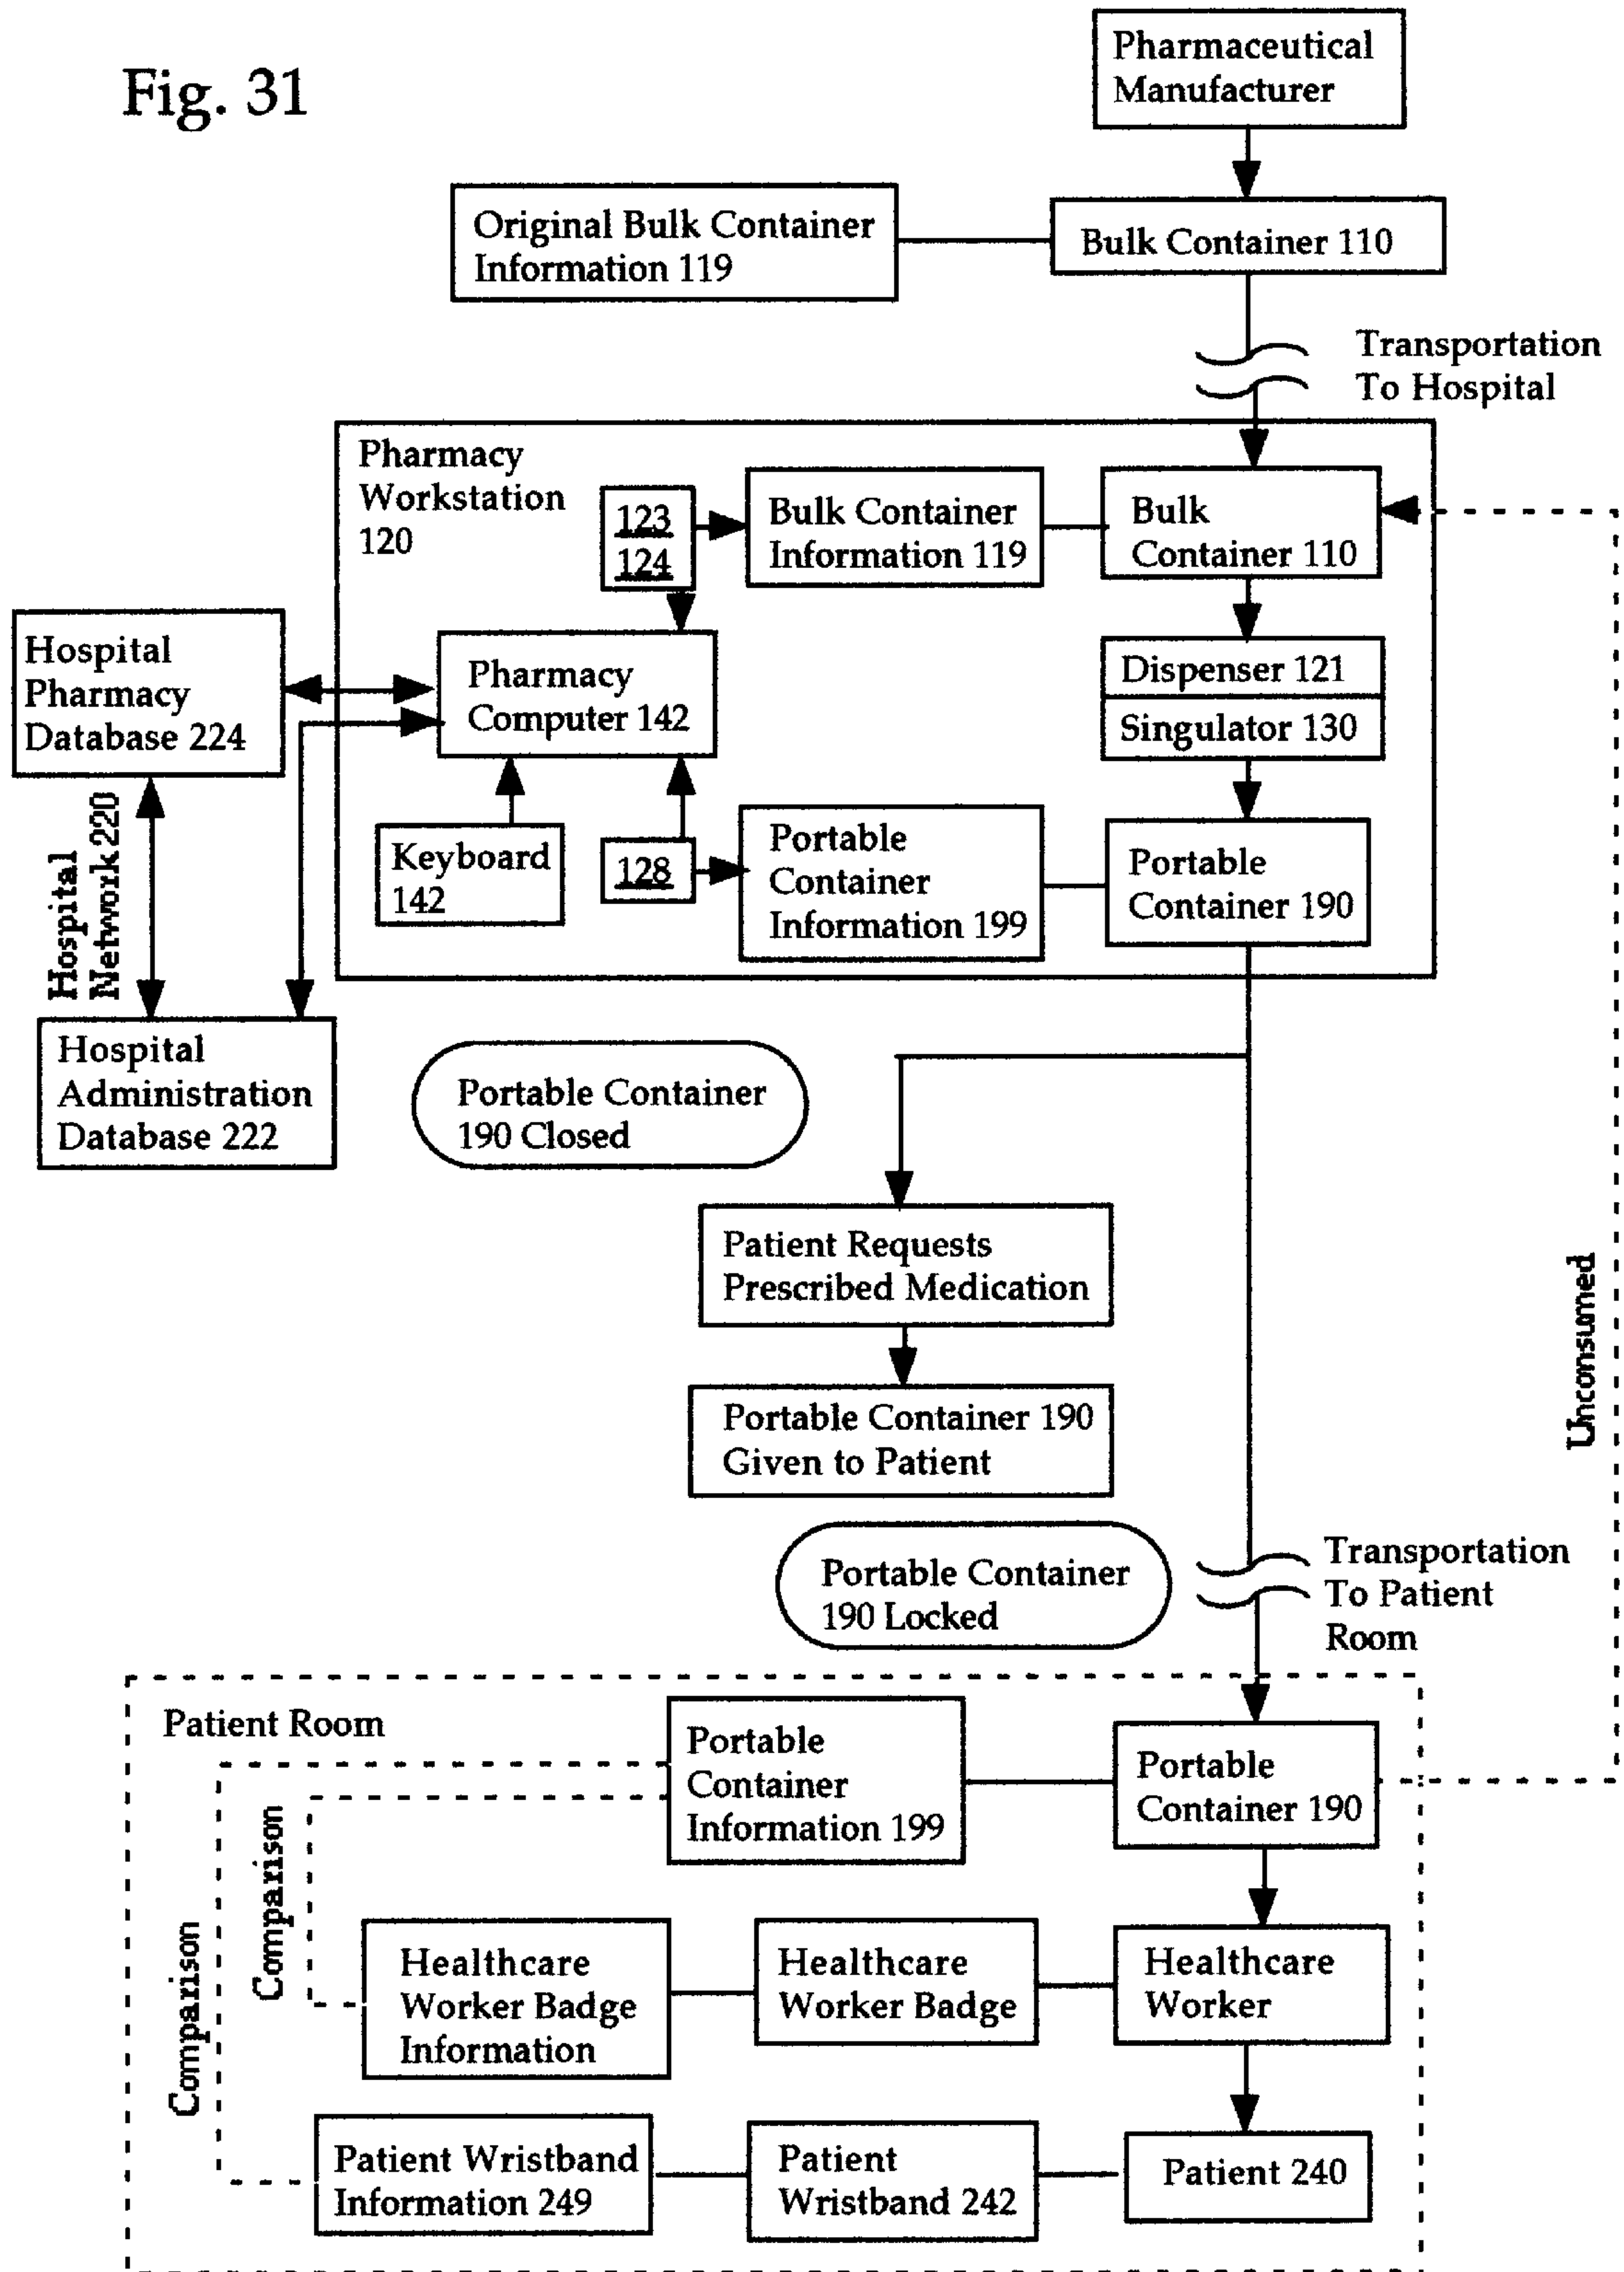 Fig. 31
Pharmaceutical
Manufacturer
Original Bulk Container
Information 119
Bulk Container 110
Transportation
To Hospital
Pharmacy
Workstation
120
123
124
Bulk Container
Information 119
Bulk
Container 110
Hospital
Pharmacy
Database 224
Pharmacy
Computer 142
Dispenser 121
Singulator 130
Hospital
Network 220
Keyboard
142
128
Portable
Container
Information 199
Portable
Container 190
Hospital
Administration
Database 222
Portable Container
190 Closed
Patient Requests
Prescribed Medication
Unconsumed
Portable Container 190
Given to Patient
Portable Container
190 Locked
Transportation
To Patient
Room
Patient Room
Portable
Container
Information 199
Portable
Container 190
Comparison
Comparison
Healthcare
Worker Badge
Information
Healthcare
Worker Badge
Healthcare
Worker
Patient Wristband
Information 249
Patient
Wristband 242
Patient 240